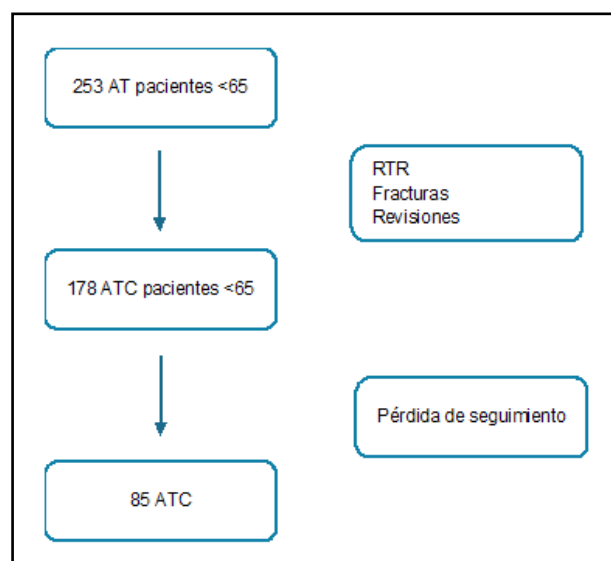 253 AT pacientes <65
RTR
Fracturas
Revisiones
178 ATC pacientes <65
Pérdida de seguimiento
85 ATC